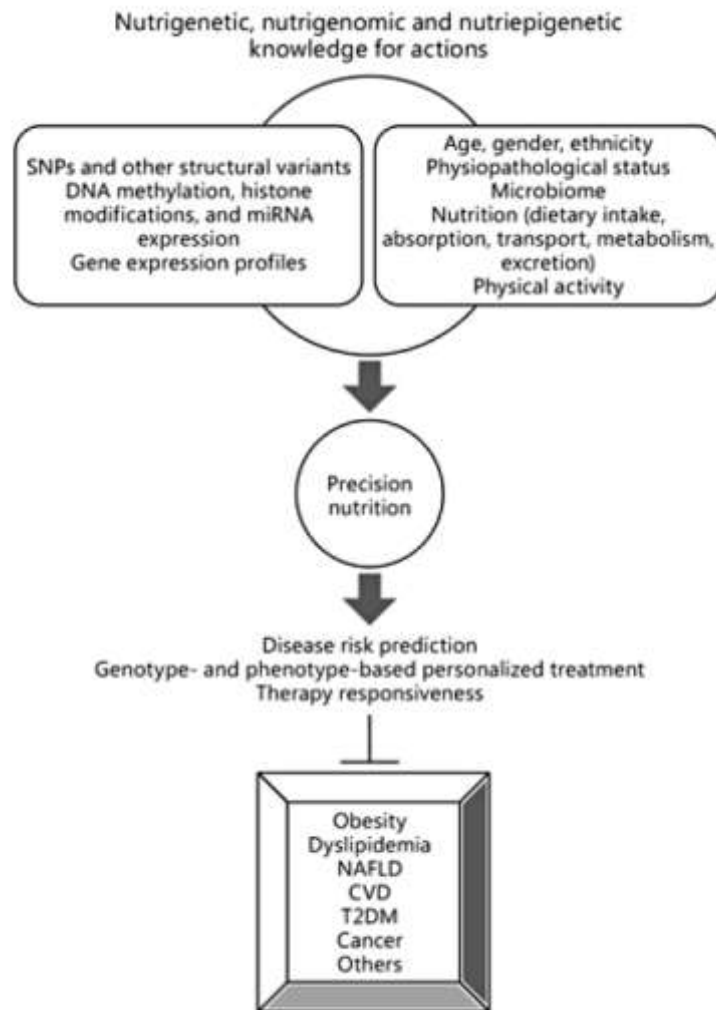 Nutrigenetic, nutrigenomic and nutriepigenetic
knowledge for actions
SNPs and other structural variants
DNA methylation, histone
modifications, and miRNA
expression
Gene expression profiles
Age, gender, ethnicity
Physiopathological status
Microbiome
Nutrition (dietary intake,
absorption, transport, metabolism,
excretion)
Physical activity
Precision
nutrition
Disease risk prediction
Genotype- and phenotype-based personalized treatment
Therapy responsiveness
Obesity
Dyslipidemia
NAFLD
CVD
T2DM
Cancer
Others